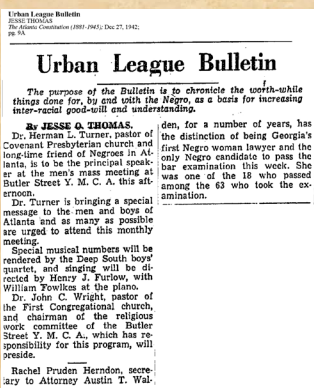 Urban League Bulletin
JESSE THOMAS
The Atlanta Constitution (1881-1945); Dec 27, 1942;
pg. 9A
Urban League Bulletin
The purpose of the Bulletin is to chronicle the worth-while
things done for, by and with the Negro, as a basis for increasing
inter-racial good-will and understanding.
By JESSE O. THOMAS.
Dr. Herman L. Turner, pastor of
Covenant Presbyterian church and
long-time friend of Negroes in At-
lanta, is to be the principal speak-
er at the men's mass meeting at
Butler Street Y. M. C. A. this aft-
ernoon.
Dr. Turner is bringing a special
message to the men and boys of
Atlanta and as many as possible
are urged to attend this monthly
meeting.
Special musical numbers will be
rendered by the Deep South boys'
quartet, and singing will be di-
rected by Henry J. Furlow, with
William Fowlkes at the piano.
Dr. John C. Wright, pastor of
the First Congregational church,
and chairman of the religious
work committee of the Butler
Street Y. M. C. A., which has re-
sponsibility for this program, will
preside.
Rachel Pruden Herndon, secre-
tary to Attorney Austin T. Wal-
den, for a number of years, has
the distinction of being Georgia's
first Negro woman lawyer and the
only Negro candidate to pass the
bar examination this week. She
was one of the 18 who passed
among the 63 who took the ex-
amination.